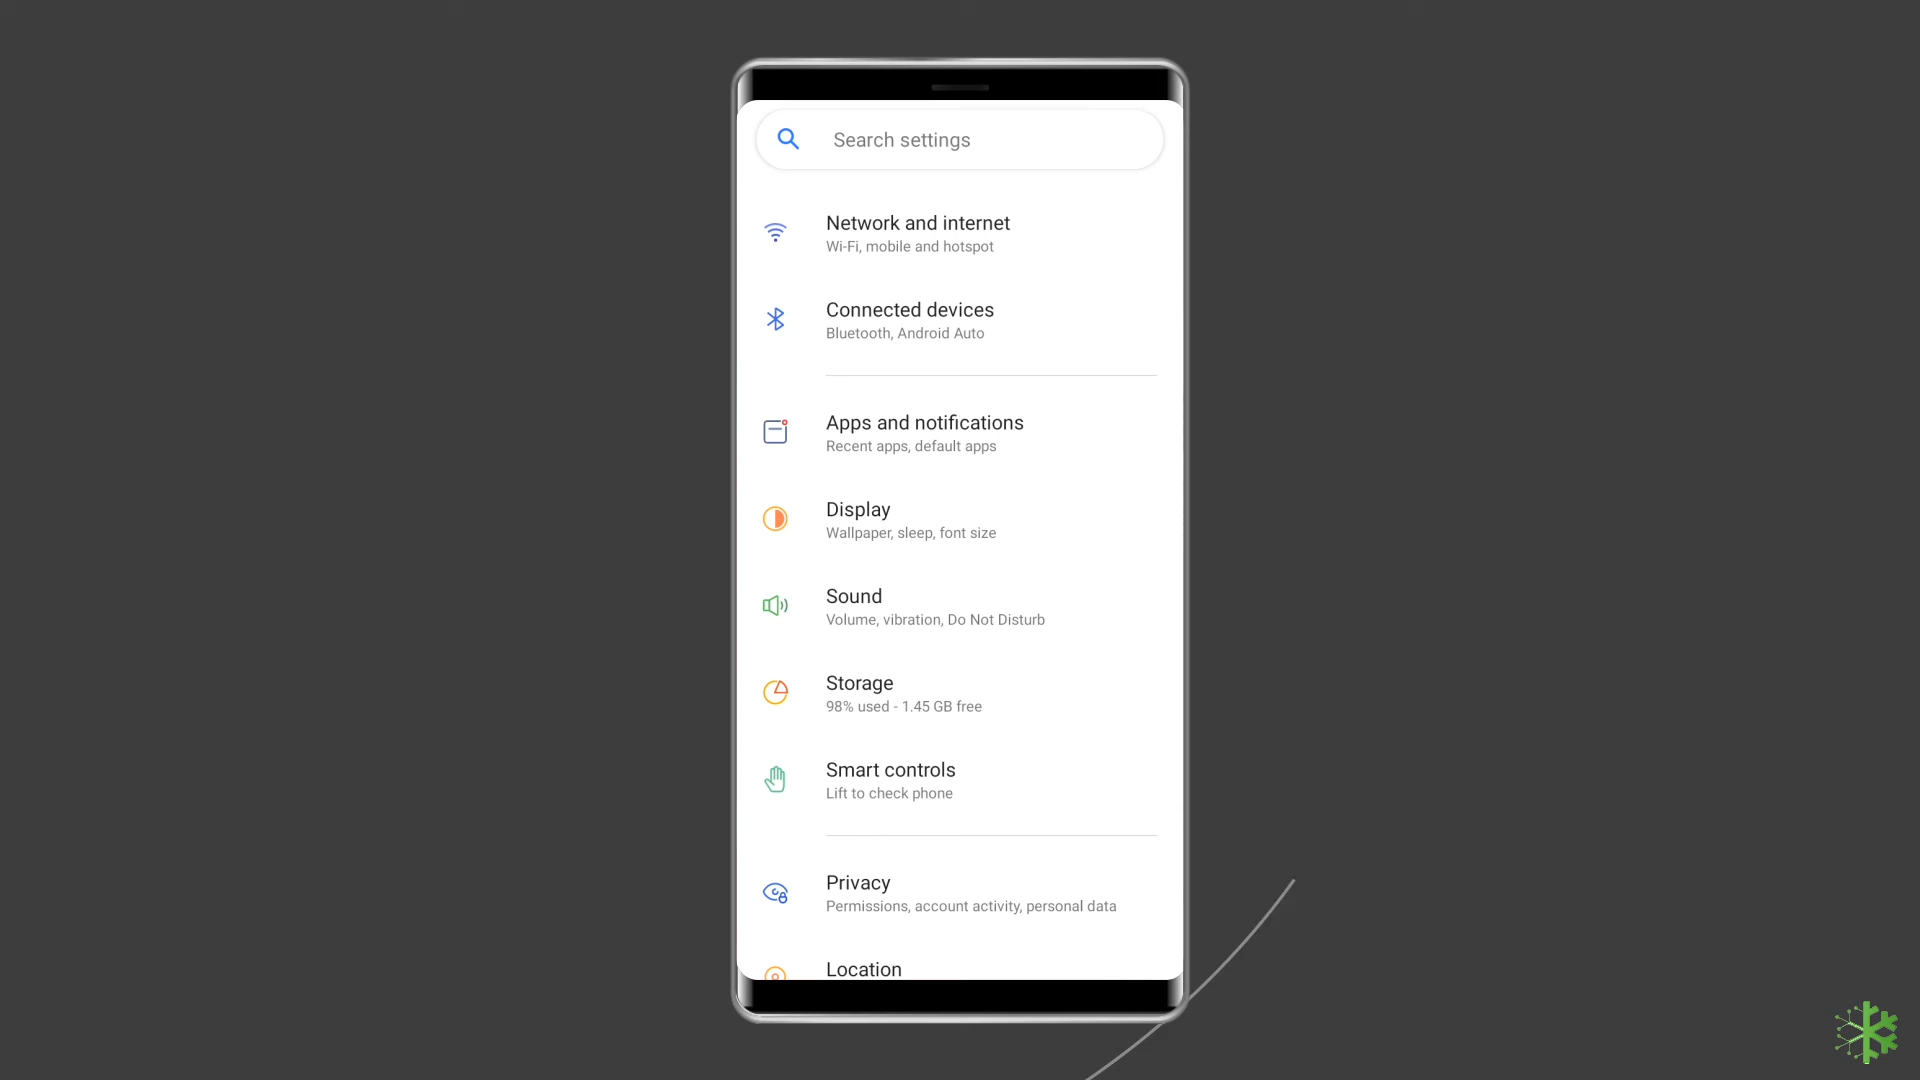 Search settings
Network and internet
Wi-Fi, mobile and hotspot
Connected devices
Bluetooth, Android Auto
Apps and notifications
Recent apps, default apps
Display
Wallpaper, sleep, font size
Sound
Volume, vibration, Do Not Disturb
Storage
98% used - 1.45 GB free
Smart controls
Lift to check phone
Privacy
Permissions, account activity, personal data
Location